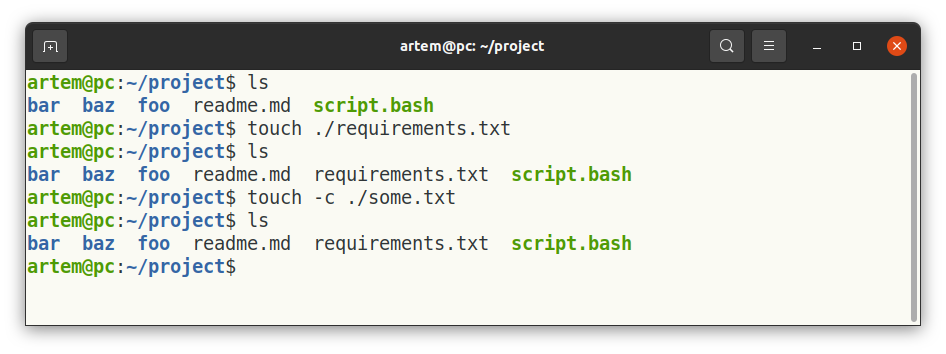 artem@pc: ~/project
artem@pc:~/project$ ls
bar  baz  foo  readme.md  script.bash
artem@pc:~/project$ touch ./requirements.txt
artem@pc:~/project$ ls
bar  baz  foo  readme.md  requirements.txt  script.bash
artem@pc:~/project$ touch -c ./some.txt
artem@pc:~/project$ ls
bar  baz  foo  readme.md  requirements.txt  script.bash
artem@pc:~/project$